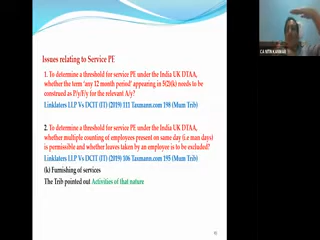 Issues relating to Service PE
1. To determine a threshold for service PE under the India UK DTAA,
whether the term 'any 12 month period' appearing in 5(2)(k) needs to be
construed as P/y/F/y for the relevant A/y?
Linklaters LLP Vs DCIT (IT) (2019) 111 Taxmann.com 198 (Mum Trib)
2. To determine a threshold for service PE under the India UK DTAA,
whether multiple counting of employees present on same day (i.e man days)
is permissible and whether leaves taken by an employee is to be excluded?
Linklaters LLP Vs DCIT (IT) (2019) 106 Taxmann.com 195 (Mum Trib)
(k) Furnishing of services
The Trib pointed out Activities of that nature